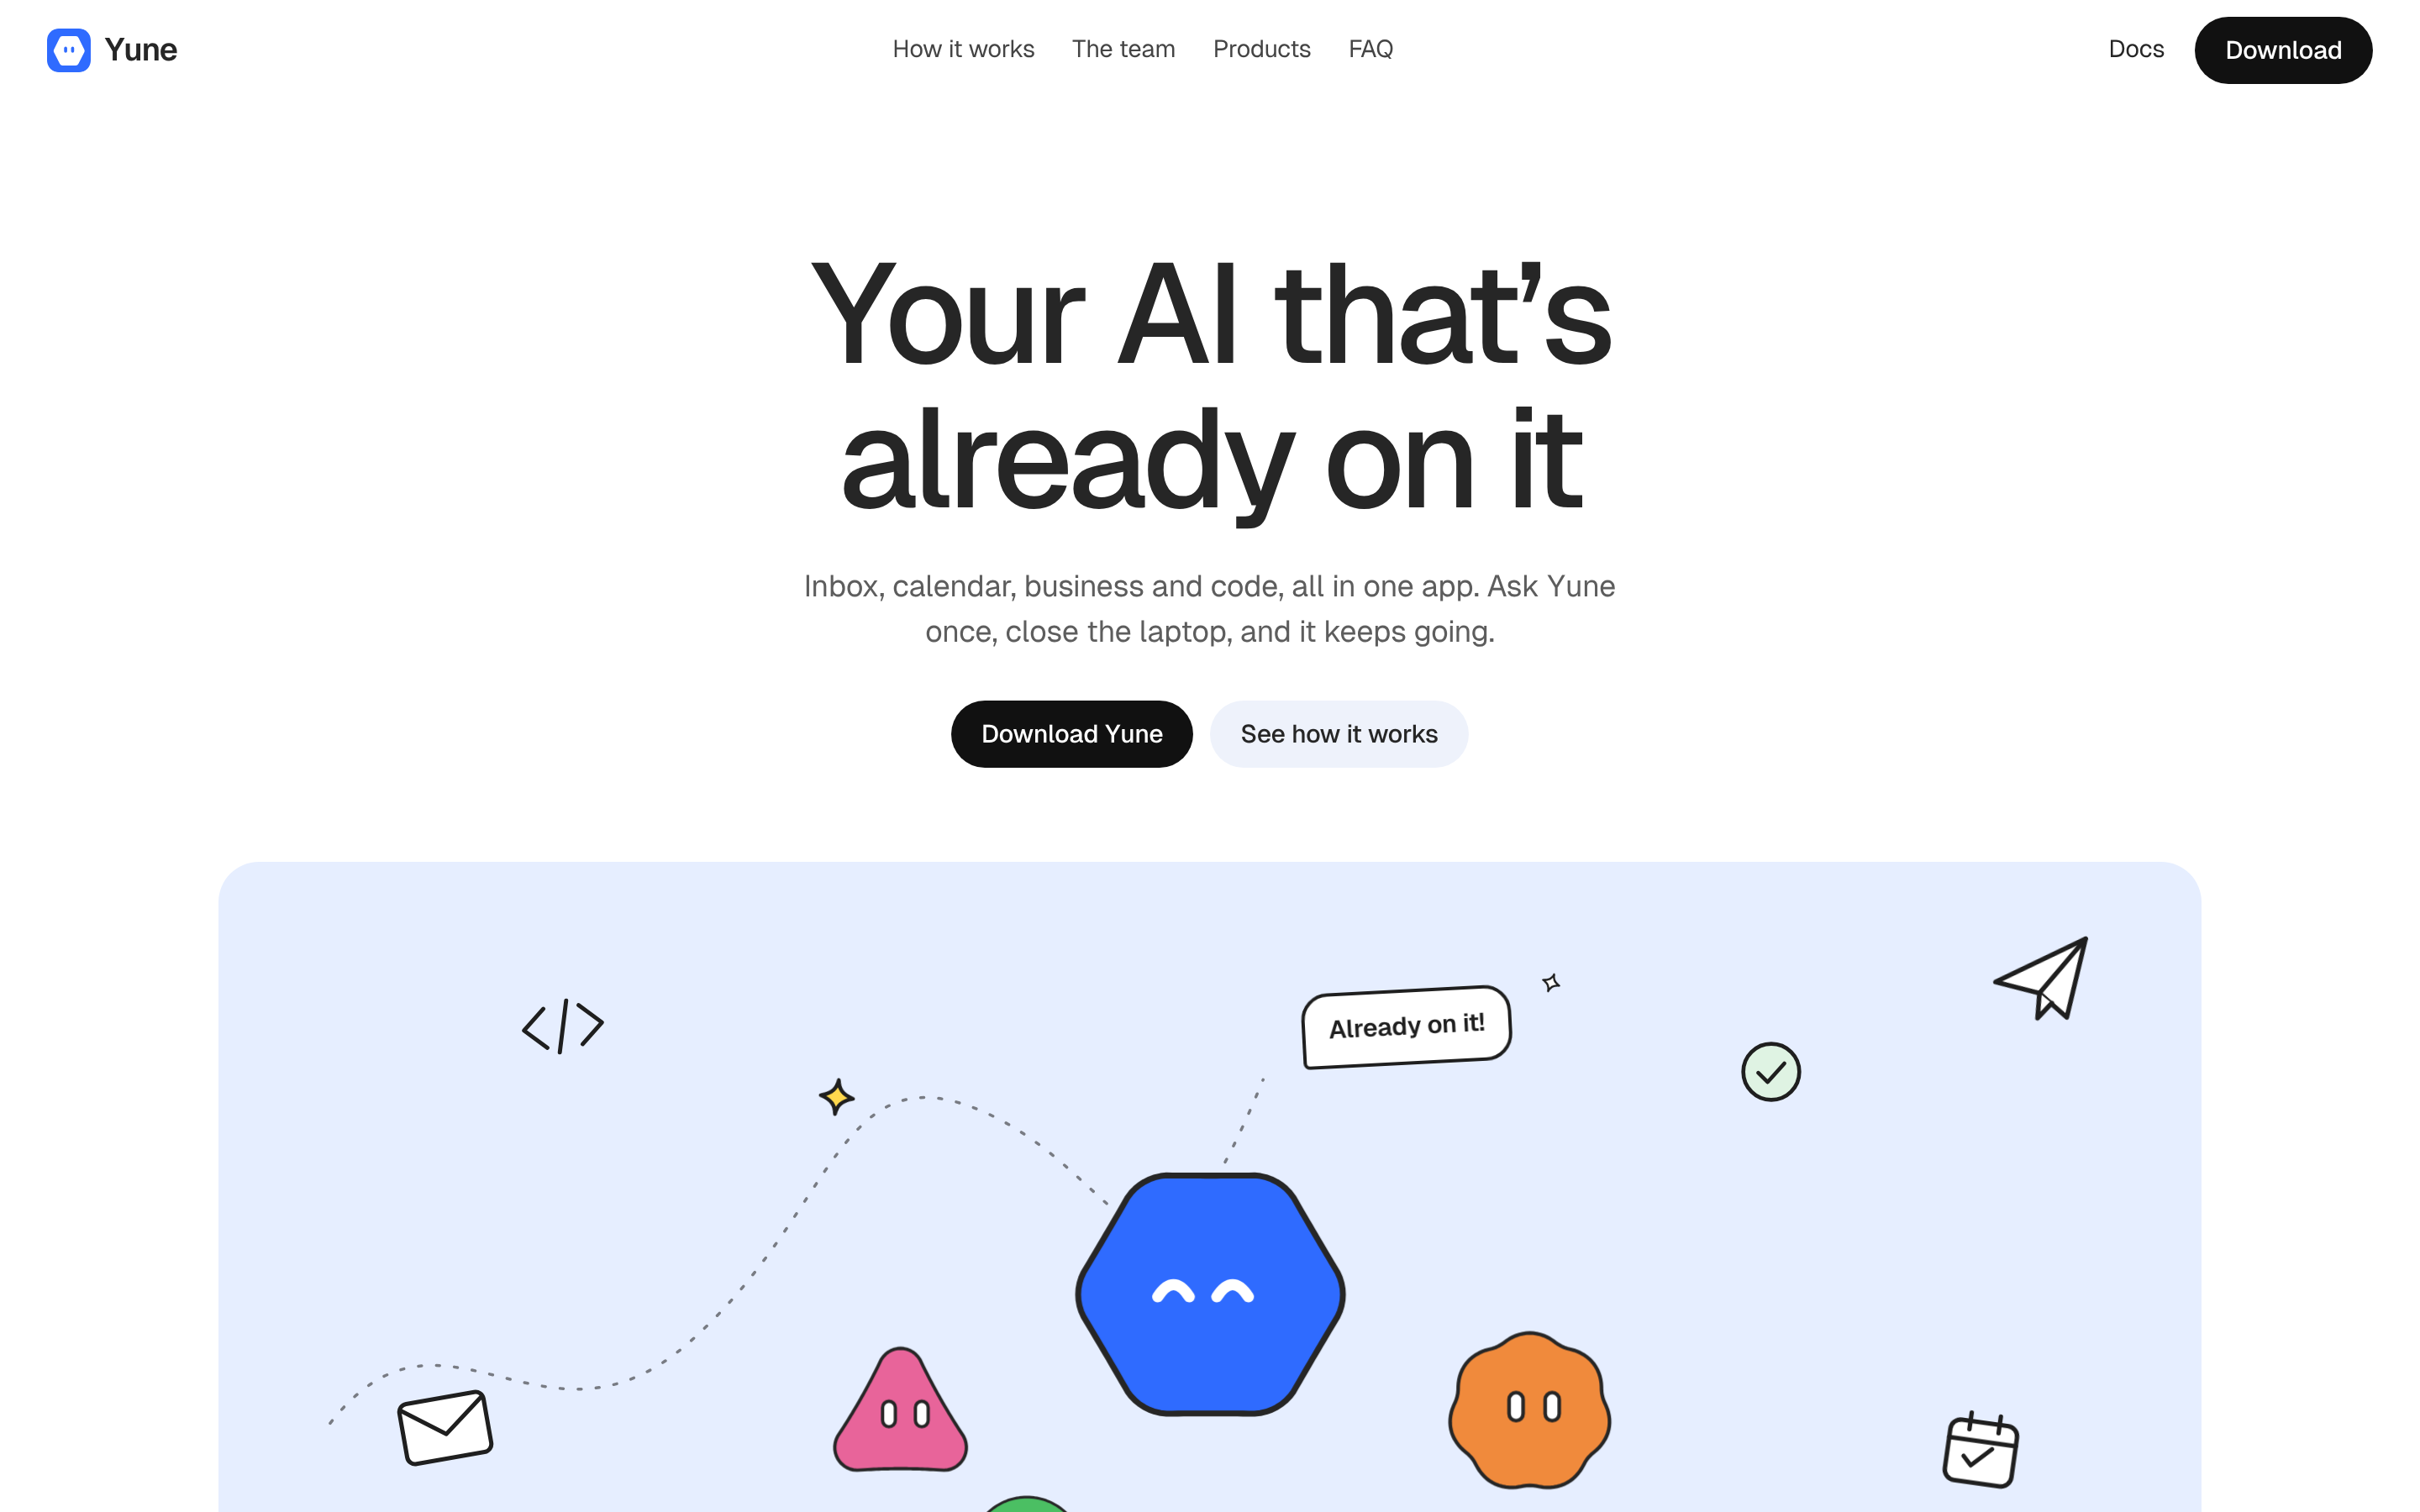 Yune
How it works
The team
Products
FAQ
Docs
Download
Your AI that’s
already on it
Inbox, calendar, business and code, all in one app. Ask Yune
once, close the laptop, and it keeps going.
Download Yune
See how it works
Already on it!